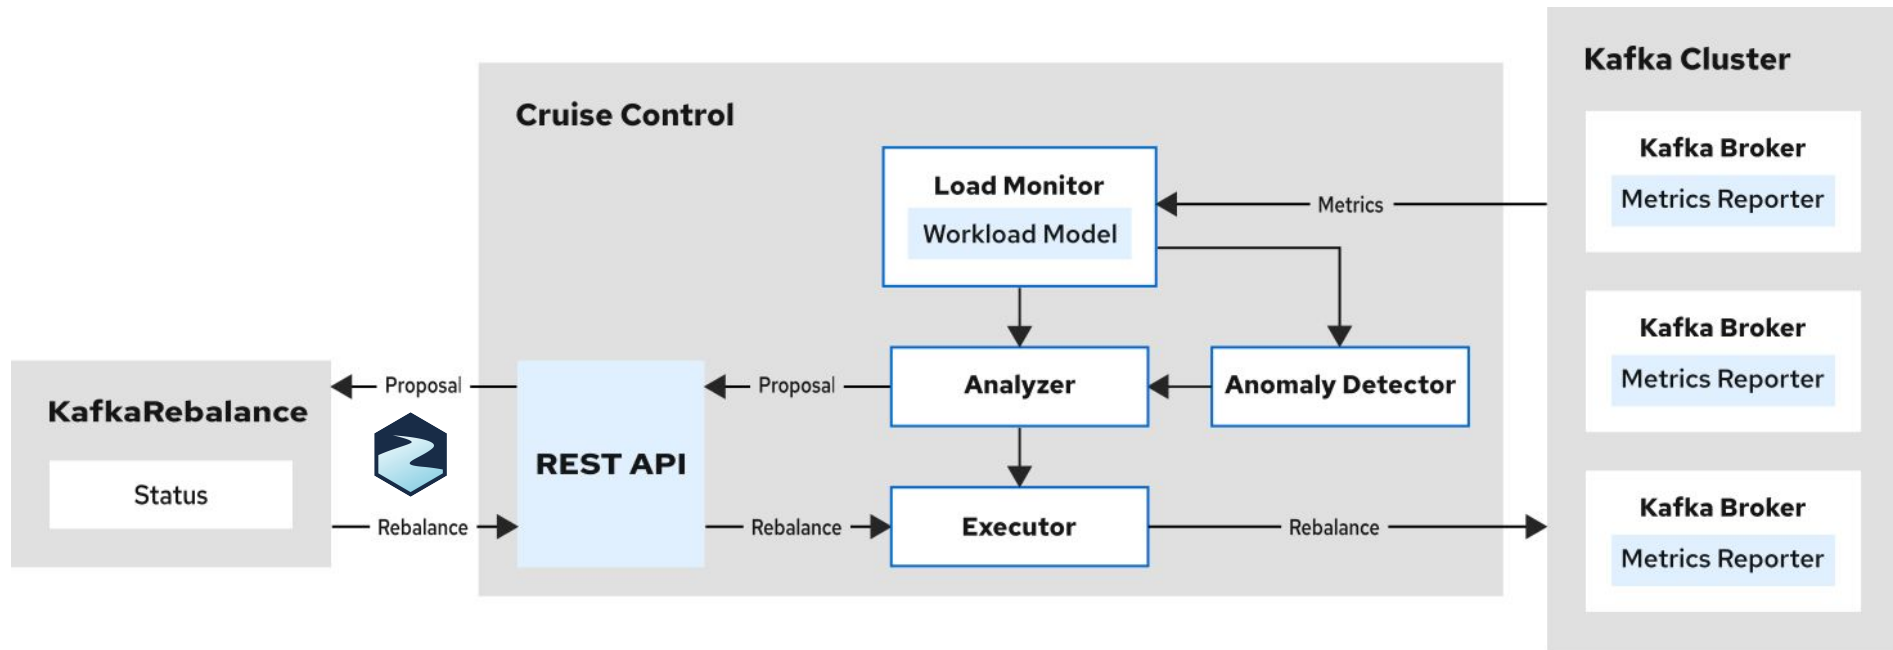 Kafka Cluster
Cruise Control
Kafka Broker
Metrics Reporter
Load Monitor
Workload Model
Metrics
Kafka Broker
Metrics Reporter
KafkaRebalance
Status
Proposal
Rebalance
REST API
Proposal
Rebalance
Analyzer
Anomaly Detector
Executor
Rebalance
Kafka Broker
Metrics Reporter